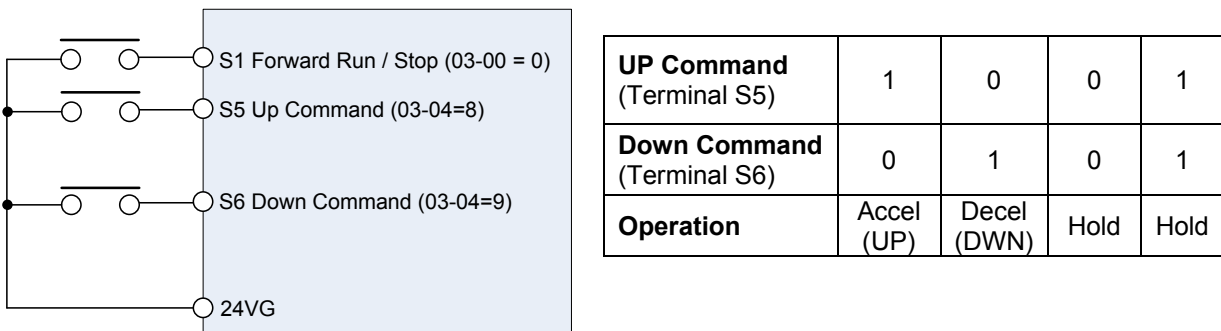 S1 Forward Run / Stop (03-00 = 0)
S5 Up Command (03-04=8)
S6 Down Command (03-04=9)
24VG
UP Command
(Terminal S5) 1 0 0 1
Down Command
(Terminal S6) 0 1 0 1
Operation Accel (UP) Decel (DWN) Hold Hold